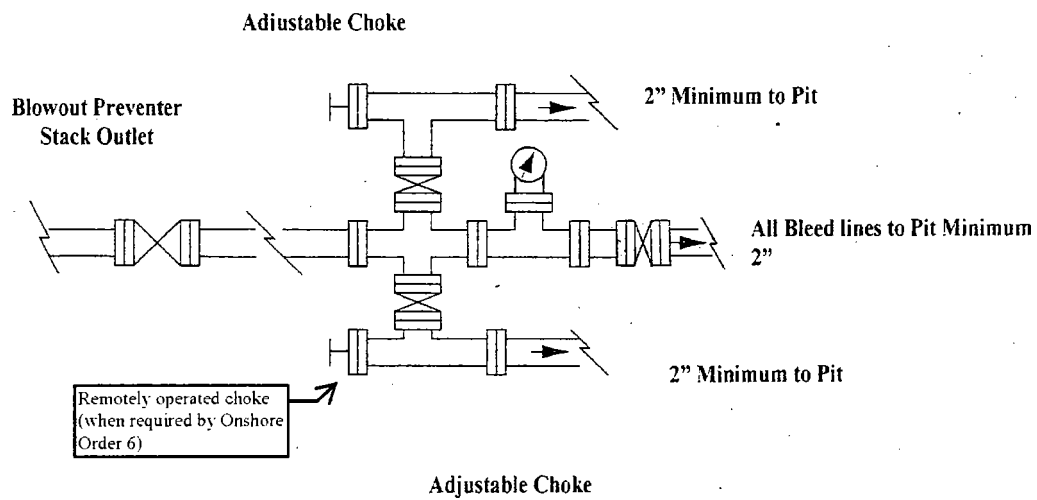 Adjustable Choke
Blowout Preventer
Stack Outlet
2” Minimum to Pit
All Bleed lines to Pit Minimum
2”
2” Minimum to Pit
Remotely operated choke
(when required by Onshore
Order 6)
Adjustable Choke